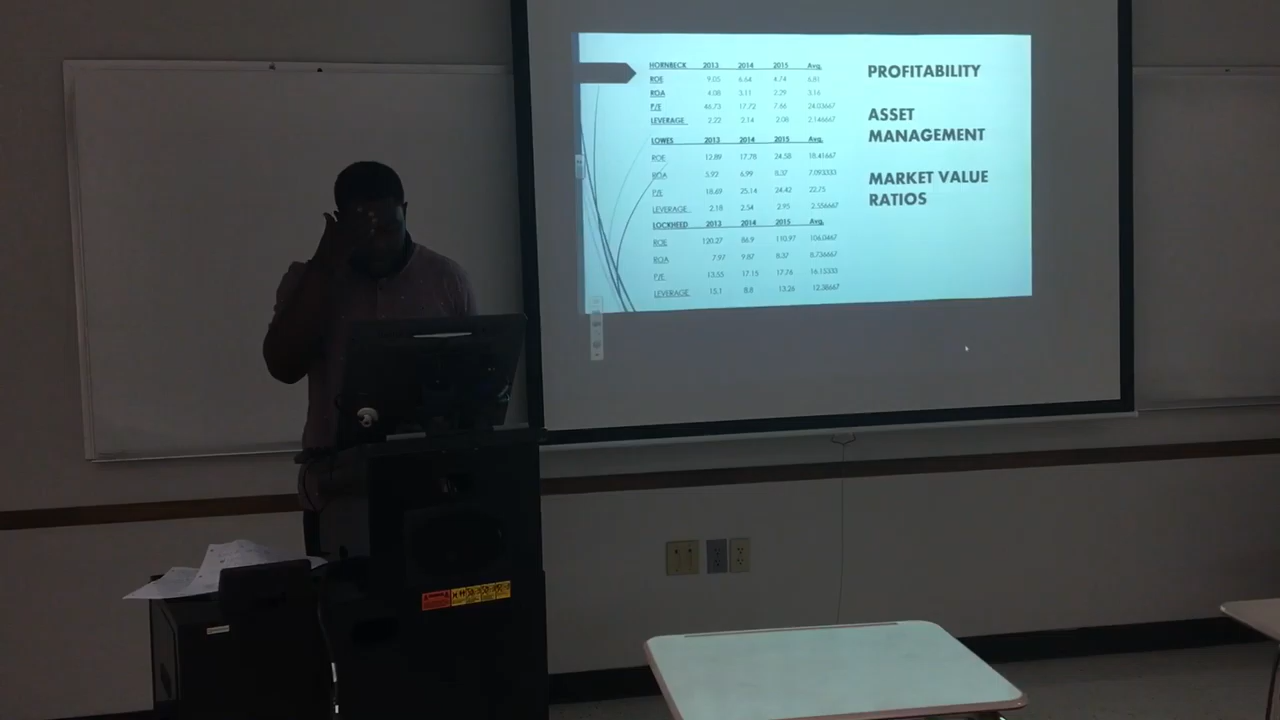 HORNBECK 2013 2014 2015 Avg.
ROE 9.05 6.64 4.74 6.81
ROA 4.08 3.11 2.29 3.16
P/E 46.73 17.72 7.66 24.03667
LEVERAGE 2.22 2.14 2.08 2.146667
LOWES 2013 2014 2015 Avg.
ROE 12.89 17.78 24.58 18.41667
ROA 5.92 6.99 8.37 7.093333
P/E 18.69 25.14 24.42 22.75
LEVERAGE 2.18 2.54 2.95 2.556667
LOCKHEED 2013 2014 2015 Avg.
ROE 120.27 86.9 110.97 106.0467
ROA 7.97 9.87 8.37 8.736667
P/E 13.55 17.15 17.76 16.15333
LEVERAGE 15.1 8.8 13.26 12.38667
PROFITABILITY
ASSET
MANAGEMENT
MARKET VALUE
RATIOS